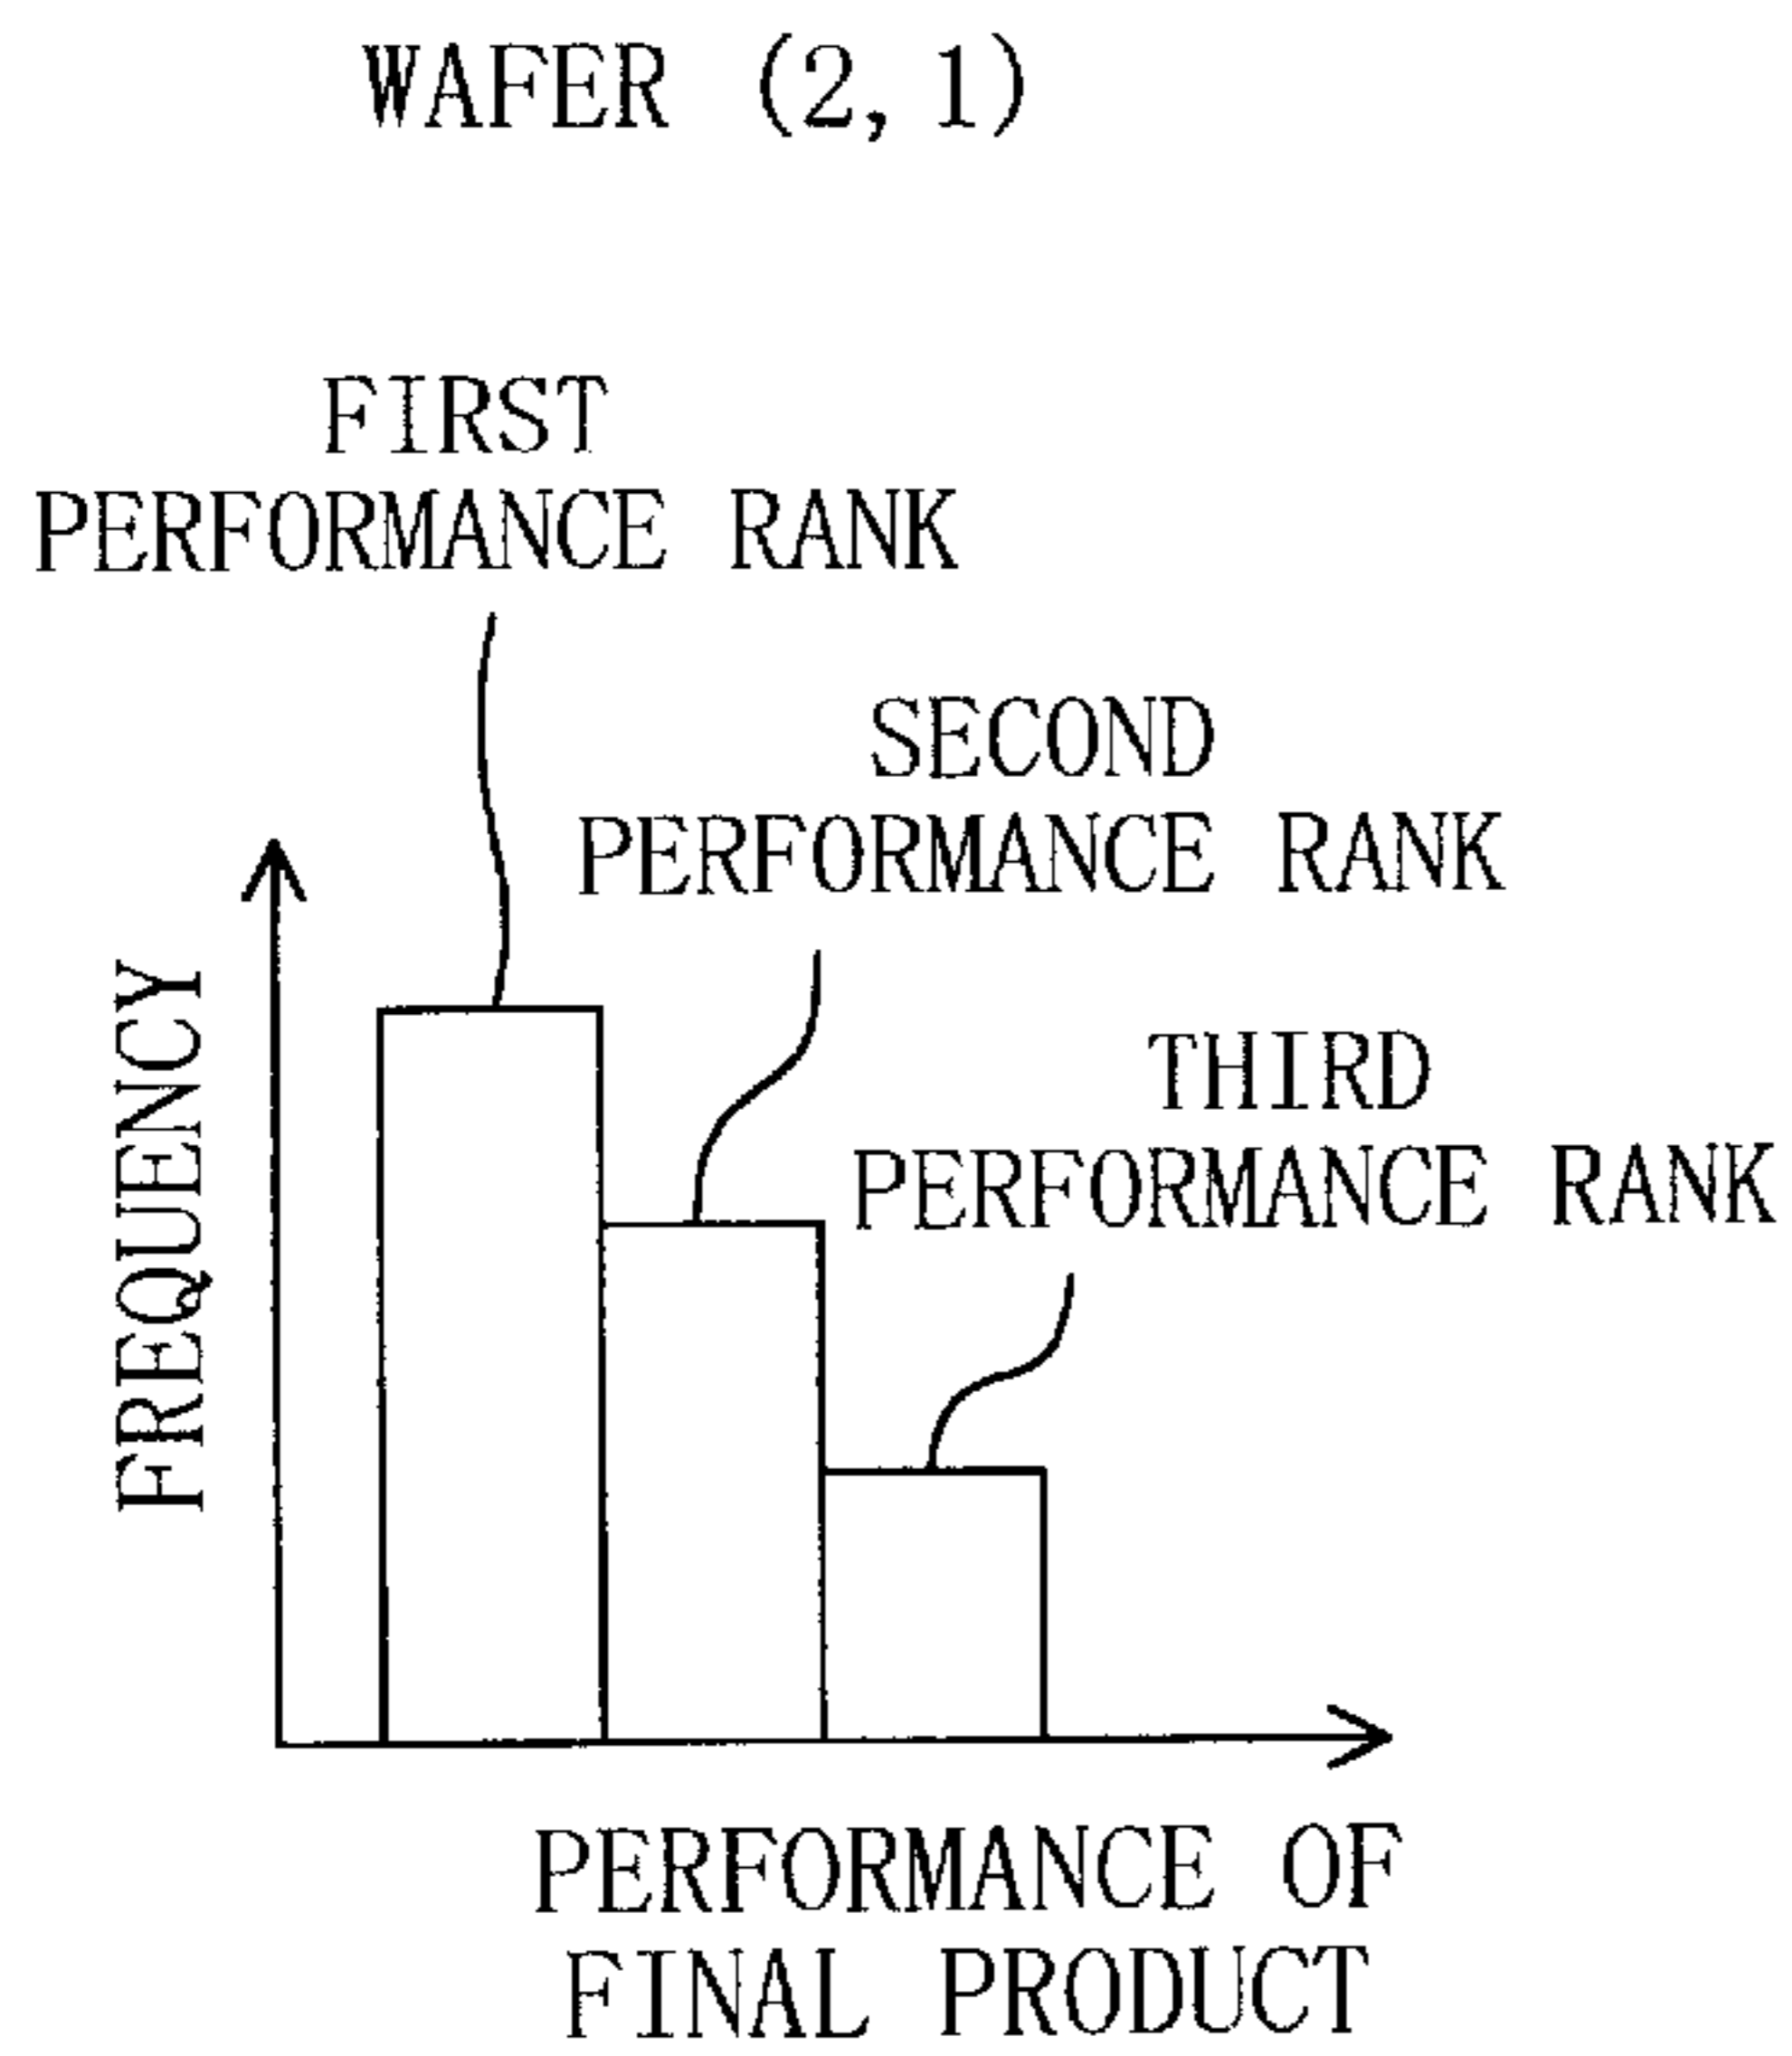 WAFER (2, 1)
FIRST
PERFORMANCE RANK
SECOND
PERFORMANCE RANK
THIRD
PERFORMANCE RANK
FREQUENCY
PERFORMANCE OF
FINAL PRODUCT